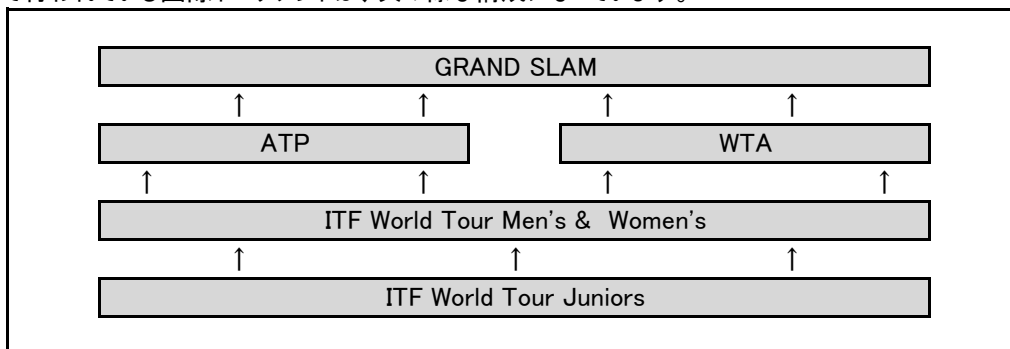 GRAND SLAM
↑ ↑ ↑ ↑
ATP WTA
↑ ↑ ↑ ↑
ITF World Tour Men's & Women's
↑ ↑ ↑
ITF World Tour Juniors